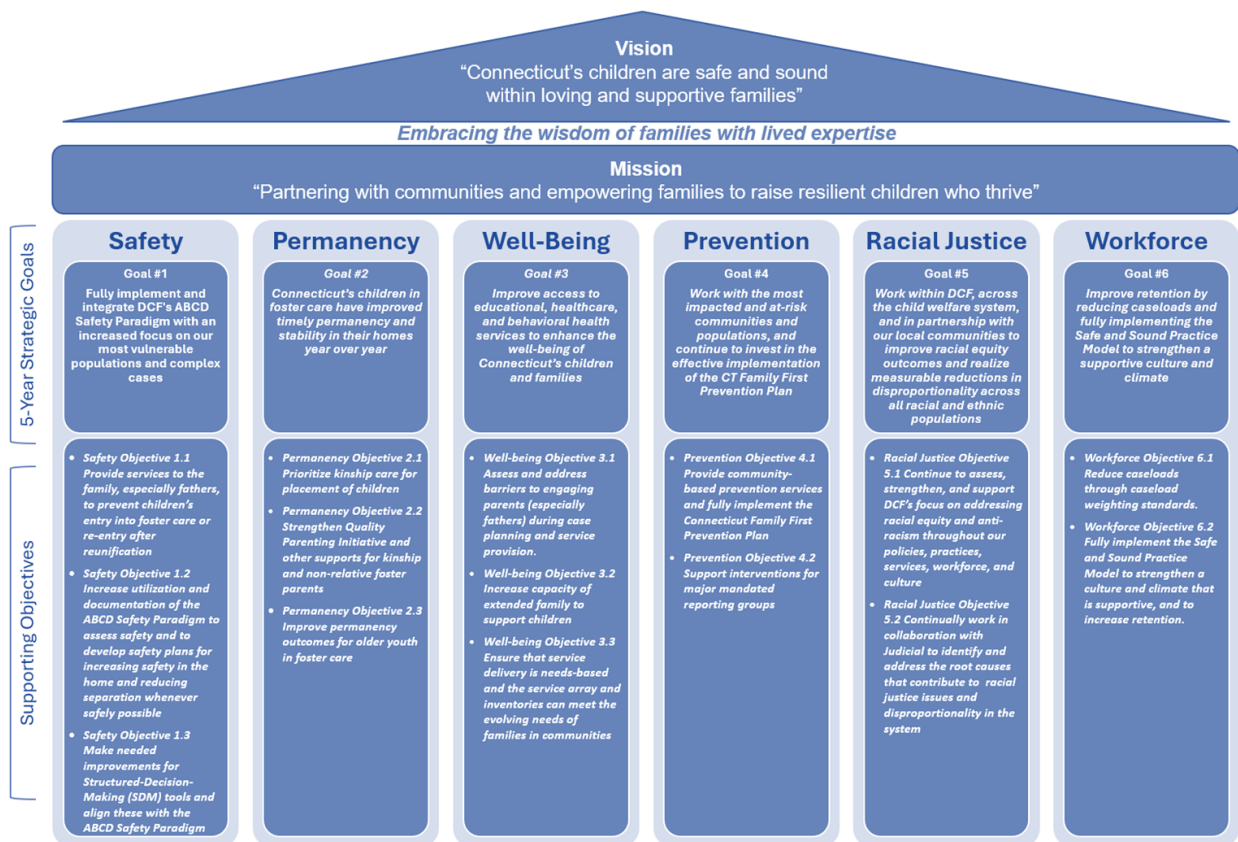 Vision
“Connecticut’s children are safe and sound
within loving and supportive families”
Embracing the wisdom of families with lived expertise
Mission
“Partnering with communities and empowering families to raise resilient children who thrive”
5-Year Strategic Goals
Safety
Goal #1
Fully implement and
integrate DCF's ABCD
Safety Paradigm with an
increased focus on our
most vulnerable
populations and complex
cases
Permanency
Goal #2
Connecticut’s children in
foster care have improved
timely permanency and
stability in their homes
year over year
Well-Being
Goal #3
Improve access to
educational, healthcare,
and behavioral health
services to enhance the
well-being of
Connecticut’s children
and families
Prevention
Goal #4
Work with the most
impacted and at-risk
communities and
populations, and
continue to invest in the
effective implementation
of the CT Family First
Prevention Plan
Racial Justice
Goal #5
Work within DCF, across
the child welfare system,
and in partnership with
our local communities to
improve racial equity
outcomes and realize
measurable reductions in
disproportionality across
all racial and ethnic
populations
Workforce
Goal #6
Improve retention by
reducing caseloads and
fully implementing the
Safe and Sound Practice
Model to strengthen a
supportive culture and
climate
Supporting Objectives
• Safety Objective 1.1
Provide services to the
family, especially fathers,
to prevent children’s
entry into foster care or
re-entry after
reunification
• Safety Objective 1.2
Increase utilization and
documentation of the
ABCD Safety Paradigm to
assess safety and to
develop safety plans for
increasing safety in the
home and reducing
separation whenever
safely possible
• Safety Objective 1.3
Make needed
improvements for
Structured-Decision-
Making (SDM) tools and
align these with the
ABCD Safety Paradigm
• Permanency Objective 2.1
Prioritize kinship care for
placement of children
• Permanency Objective 2.2
Strengthen Quality
Parenting Initiative and
other supports for kinship
and non-relative foster
parents
• Permanency Objective 2.3
Improve permanency
outcomes for older youth
in foster care
• Well-being Objective 3.1
Assess and address
barriers to engaging
parents (especially
fathers) during case
planning and service
provision.
• Well-being Objective 3.2
Increase capacity of
extended family to
support children
• Well-being Objective 3.3
Ensure that service
delivery is needs-based
and the service array and
inventories can meet the
evolving needs of
families in communities
• Prevention Objective 4.1
Provide community-
based prevention services
and fully implement the
Connecticut Family First
Prevention Plan
• Prevention Objective 4.2
Support interventions for
major mandated
reporting groups
• Racial Justice Objective
5.1 Continue to assess,
strengthen, and support
DCF’s focus on addressing
racial equity and anti-
racism throughout our
policies, practices,
services, workforce, and
culture
• Racial Justice Objective
5.2 Continually work in
collaboration with
Judicial to identify and
address the root causes
that contribute to racial
justice issues and
disproportionality in the
system
• Workforce Objective 6.1
Reduce caseloads
through caseload
weighting standards.
• Workforce Objective 6.2
Fully implement the Safe
and Sound Practice
Model to strengthen a
culture and climate that
is supportive, and to
increase retention.